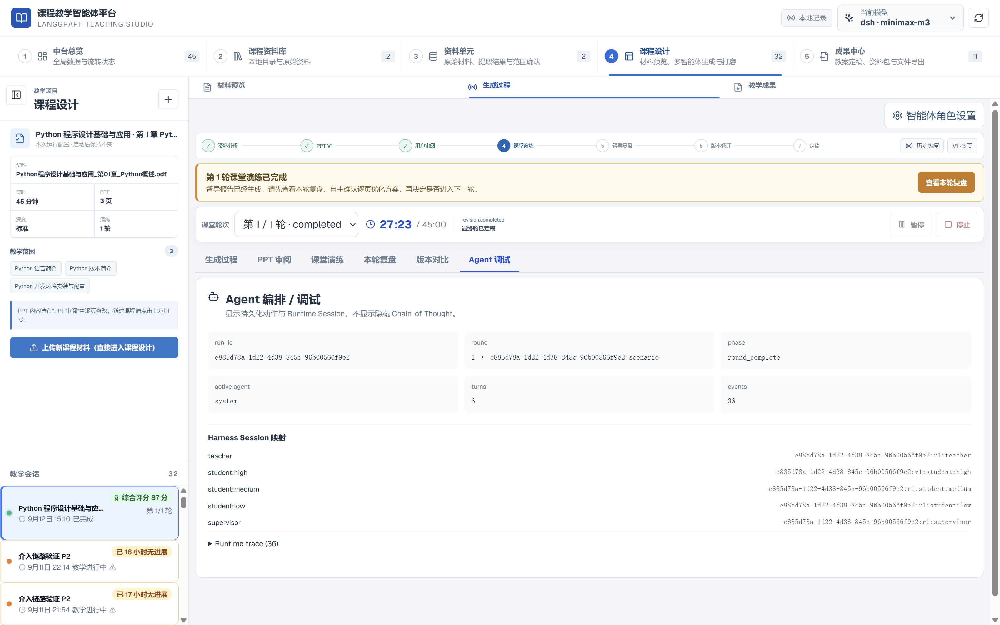 课程教学智能体平台
LANGGRAPH TEACHING STUDIO
本地记录
当前模型
dsh · minimax-m3
1
中台总览
全局数据与流转状态
45
2
课程资料库
本地目录与原始资料
2
3
资料单元
原始材料、提取结果与范围确认
2
4
课程设计
材料预览、多智能体生成与打磨
32
5
成果中心
教案定稿、资料包与文件导出
11
教学项目
课程设计
Python 程序设计基础与应用 · 第 1 章 Pyt...
本次运行配置 · 启动后保持不变
资料
Python程序设计基础与应用_第01章_Python概述.pdf
课时
45 分钟
PPT
3 页
深度
标准
演练
1 轮
教学范围
3
Python 语言简介
Python 版本简介
Python 开发环境安装与配置
PPT 内容请在“PPT 审阅”中逐页修改；新建课程请点击上方加
号。
上传新课程材料（直接进入课程设计）
教学会话
32
综合评分 87 分
Python 程序设计基础与应...
第 1/1 轮
9月12日 15:10 已完成
已 16 小时无进展
介入链路验证 P2
9月11日 22:14 教学进行中
已 17 小时无进展
介入链路验证 P2
9月11日 21:54 教学进行中
材料预览
生成过程
教学成果
智能体角色设置
资料分析
PPT V1
用户审阅
4 课堂演练
5 督导复盘
6 版本修订
7 定稿
历史恢复
V1 · 3 页
第 1 轮课堂演练已完成
督导报告已经生成。请先查看本轮复盘，自主确认逐页优化方案，再决定是否进入下一轮。
查看本轮复盘
课堂轮次
第 1 / 1 轮 · completed
27:23 / 45:00
revision.completed
最终轮已定稿
暂停
停止
生成过程
PPT 审阅
课堂演练
本轮复盘
版本对比
Agent 调试
Agent 编排 / 调试
显示持久化动作与 Runtime Session，不显示隐藏 Chain-of-Thought。
run_id
e885d78a-1d22-4d38-845c-96b00566f9e2
round
1 • e885d78a-1d22-4d38-845c-96b00566f9e2:scenario
phase
round_complete
active agent
system
turns
6
events
36
Harness Session 映射
teacher
e885d78a-1d22-4d38-845c-96b00566f9e2:r1:teacher
student:high
e885d78a-1d22-4d38-845c-96b00566f9e2:r1:student:high
student:medium
e885d78a-1d22-4d38-845c-96b00566f9e2:r1:student:medium
student:low
e885d78a-1d22-4d38-845c-96b00566f9e2:r1:student:low
supervisor
e885d78a-1d22-4d38-845c-96b00566f9e2:r1:supervisor
Runtime trace (36)